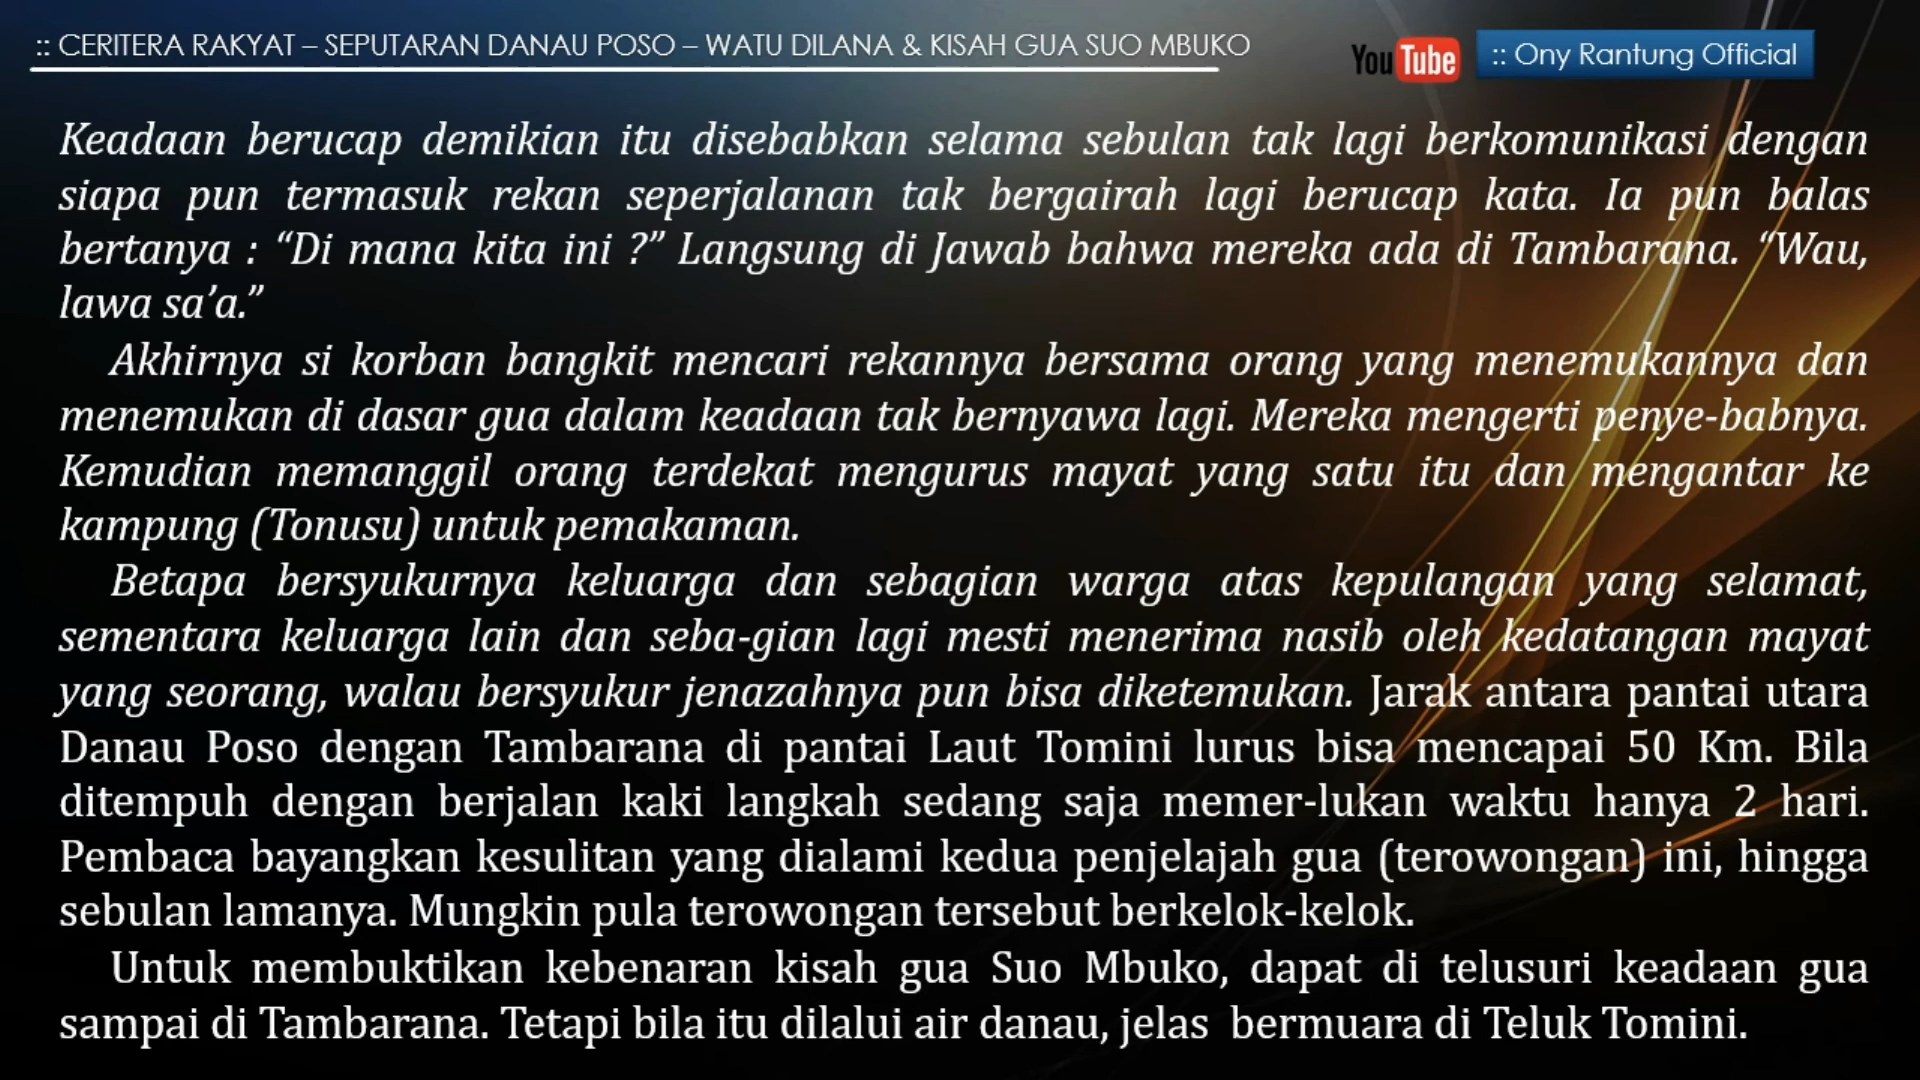 :: CERITERA RAKYAT – SEPUTARAN DANAU POSO – WATU DILANA & KISAH GUA SUO MBUKO
YouTube :: Ony Rantung Official
Keadaan berucap demikian itu disebabkan selama sebulan tak lagi berkomunikasi dengan
siapa pun termasuk rekan seperjalanan tak bergairah lagi berucap kata. Ia pun balas
bertanya : “Di mana kita ini ?” Langsung di Jawab bahwa mereka ada di Tambarana. “Wau,
lawa sa’a.”
Akhirnya si korban bangkit mencari rekannya bersama orang yang menemukannya dan
menemukan di dasar gua dalam keadaan tak bernyawa lagi. Mereka mengerti penye-babnya.
Kemudian memanggil orang terdekat mengurus mayat yang satu itu dan mengantar ke
kampung (Tonusu) untuk pemakaman.
Betapa bersyukurnya keluarga dan sebagian warga atas kepulangan yang selamat,
sementara keluarga lain dan seba-gian lagi mesti menerima nasib oleh kedatangan mayat
yang seorang, walau bersyukur jenazahnya pun bisa diketemukan. Jarak antara pantai utara
Danau Poso dengan Tambarana di pantai Laut Tomini lurus bisa mencapai 50 Km. Bila
ditempuh dengan berjalan kaki langkah sedang saja memer-lukan waktu hanya 2 hari.
Pembaca bayangkan kesulitan yang dialami kedua penjelajah gua (terowongan) ini, hingga
sebulan lamanya. Mungkin pula terowongan tersebut berkelok-kelok.
Untuk membuktikan kebenaran kisah gua Suo Mbuko, dapat di telusuri keadaan gua
sampai di Tambarana. Tetapi bila itu dilalui air danau, jelas  bermuara di Teluk Tomini.